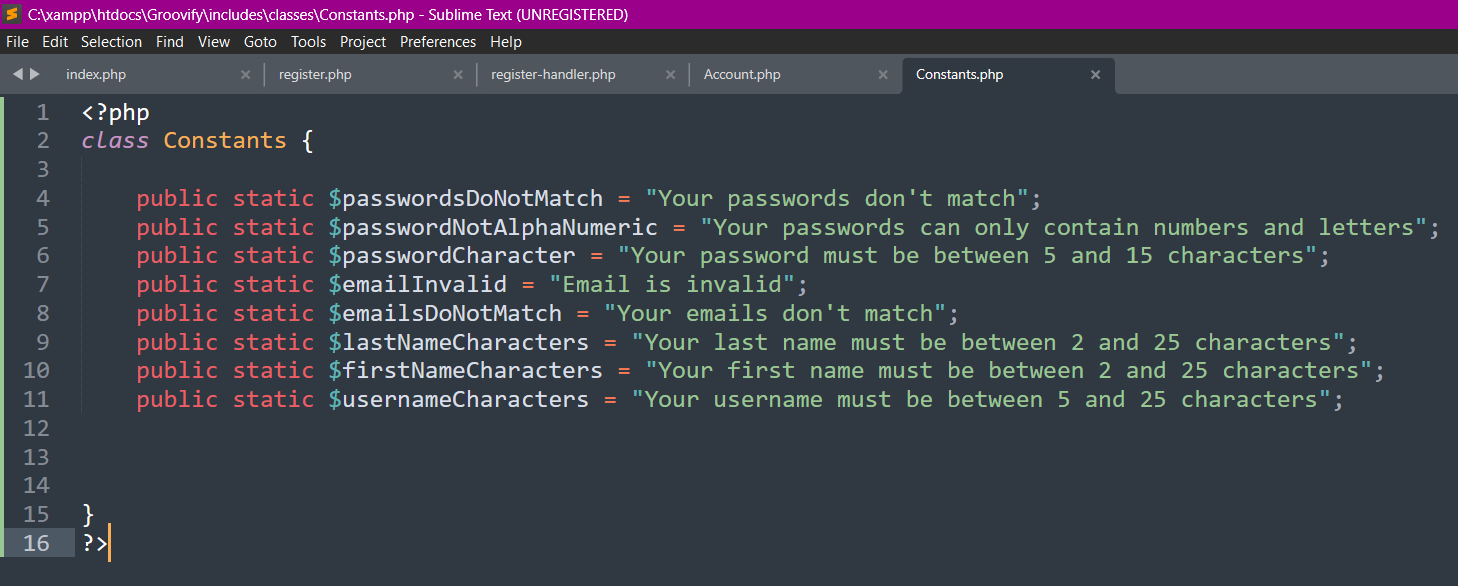 C:\xampp\htdocs\Groovify\includes\classes\Constants.php - Sublime Text (UNREGISTERED)
File Edit Selection Find View Goto Tools Project Preferences Help
index.php × register.php × register-handler.php × Account.php × Constants.php ×
1 <?php
2 class Constants {
3
4 public static $passwordsDoNotMatch = "Your passwords don't match";
5 public static $passwordNotAlphaNumeric = "Your passwords can only contain numbers and letters";
6 public static $passwordCharacter = "Your password must be between 5 and 15 characters";
7 public static $emailInvalid = "Email is invalid";
8 public static $emailsDoNotMatch = "Your emails don't match";
9 public static $lastNameCharacters = "Your last name must be between 2 and 25 characters";
10 public static $firstNameCharacters = "Your first name must be between 2 and 25 characters";
11 public static $usernameCharacters = "Your username must be between 5 and 25 characters";
12
13
14
15 }
16 ?>